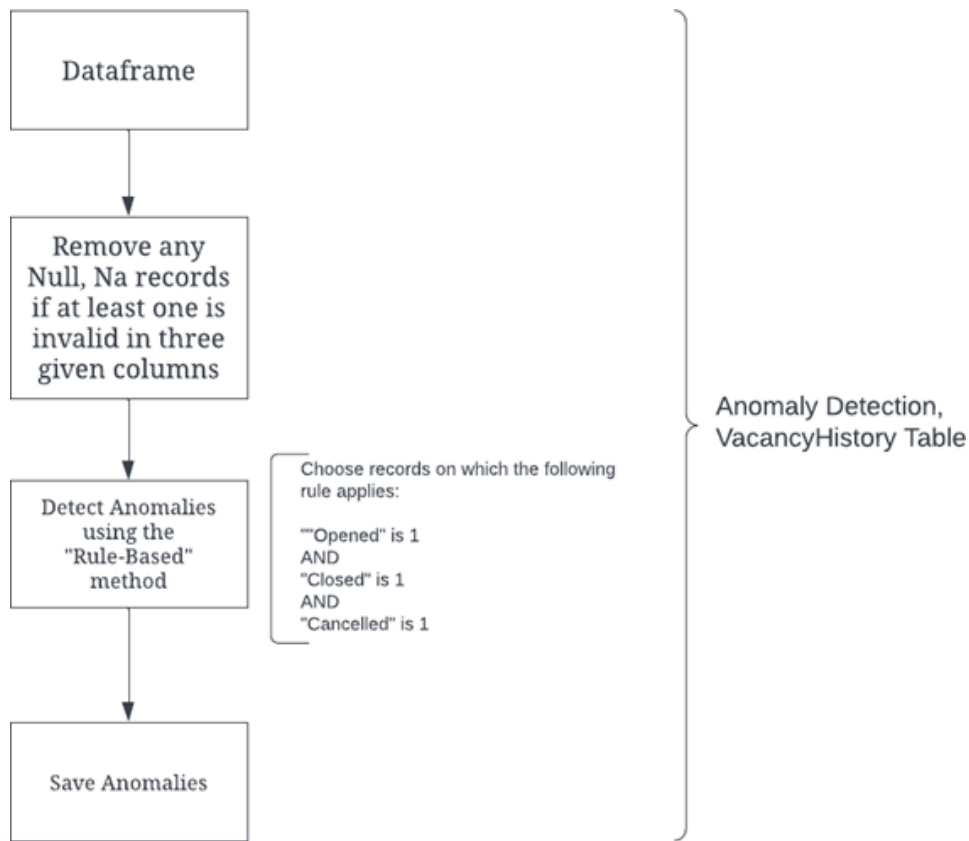 Dataframe
Remove any
Null, Na records
if at least one is
invalid in three
given columns
Detect Anomalies
using the
"Rule-Based"
method
Choose records on which the following
rule applies:
""Opened" is 1
AND
"Closed" is 1
AND
"Cancelled" is 1
Save Anomalies
Anomaly Detection,
VacancyHistory Table